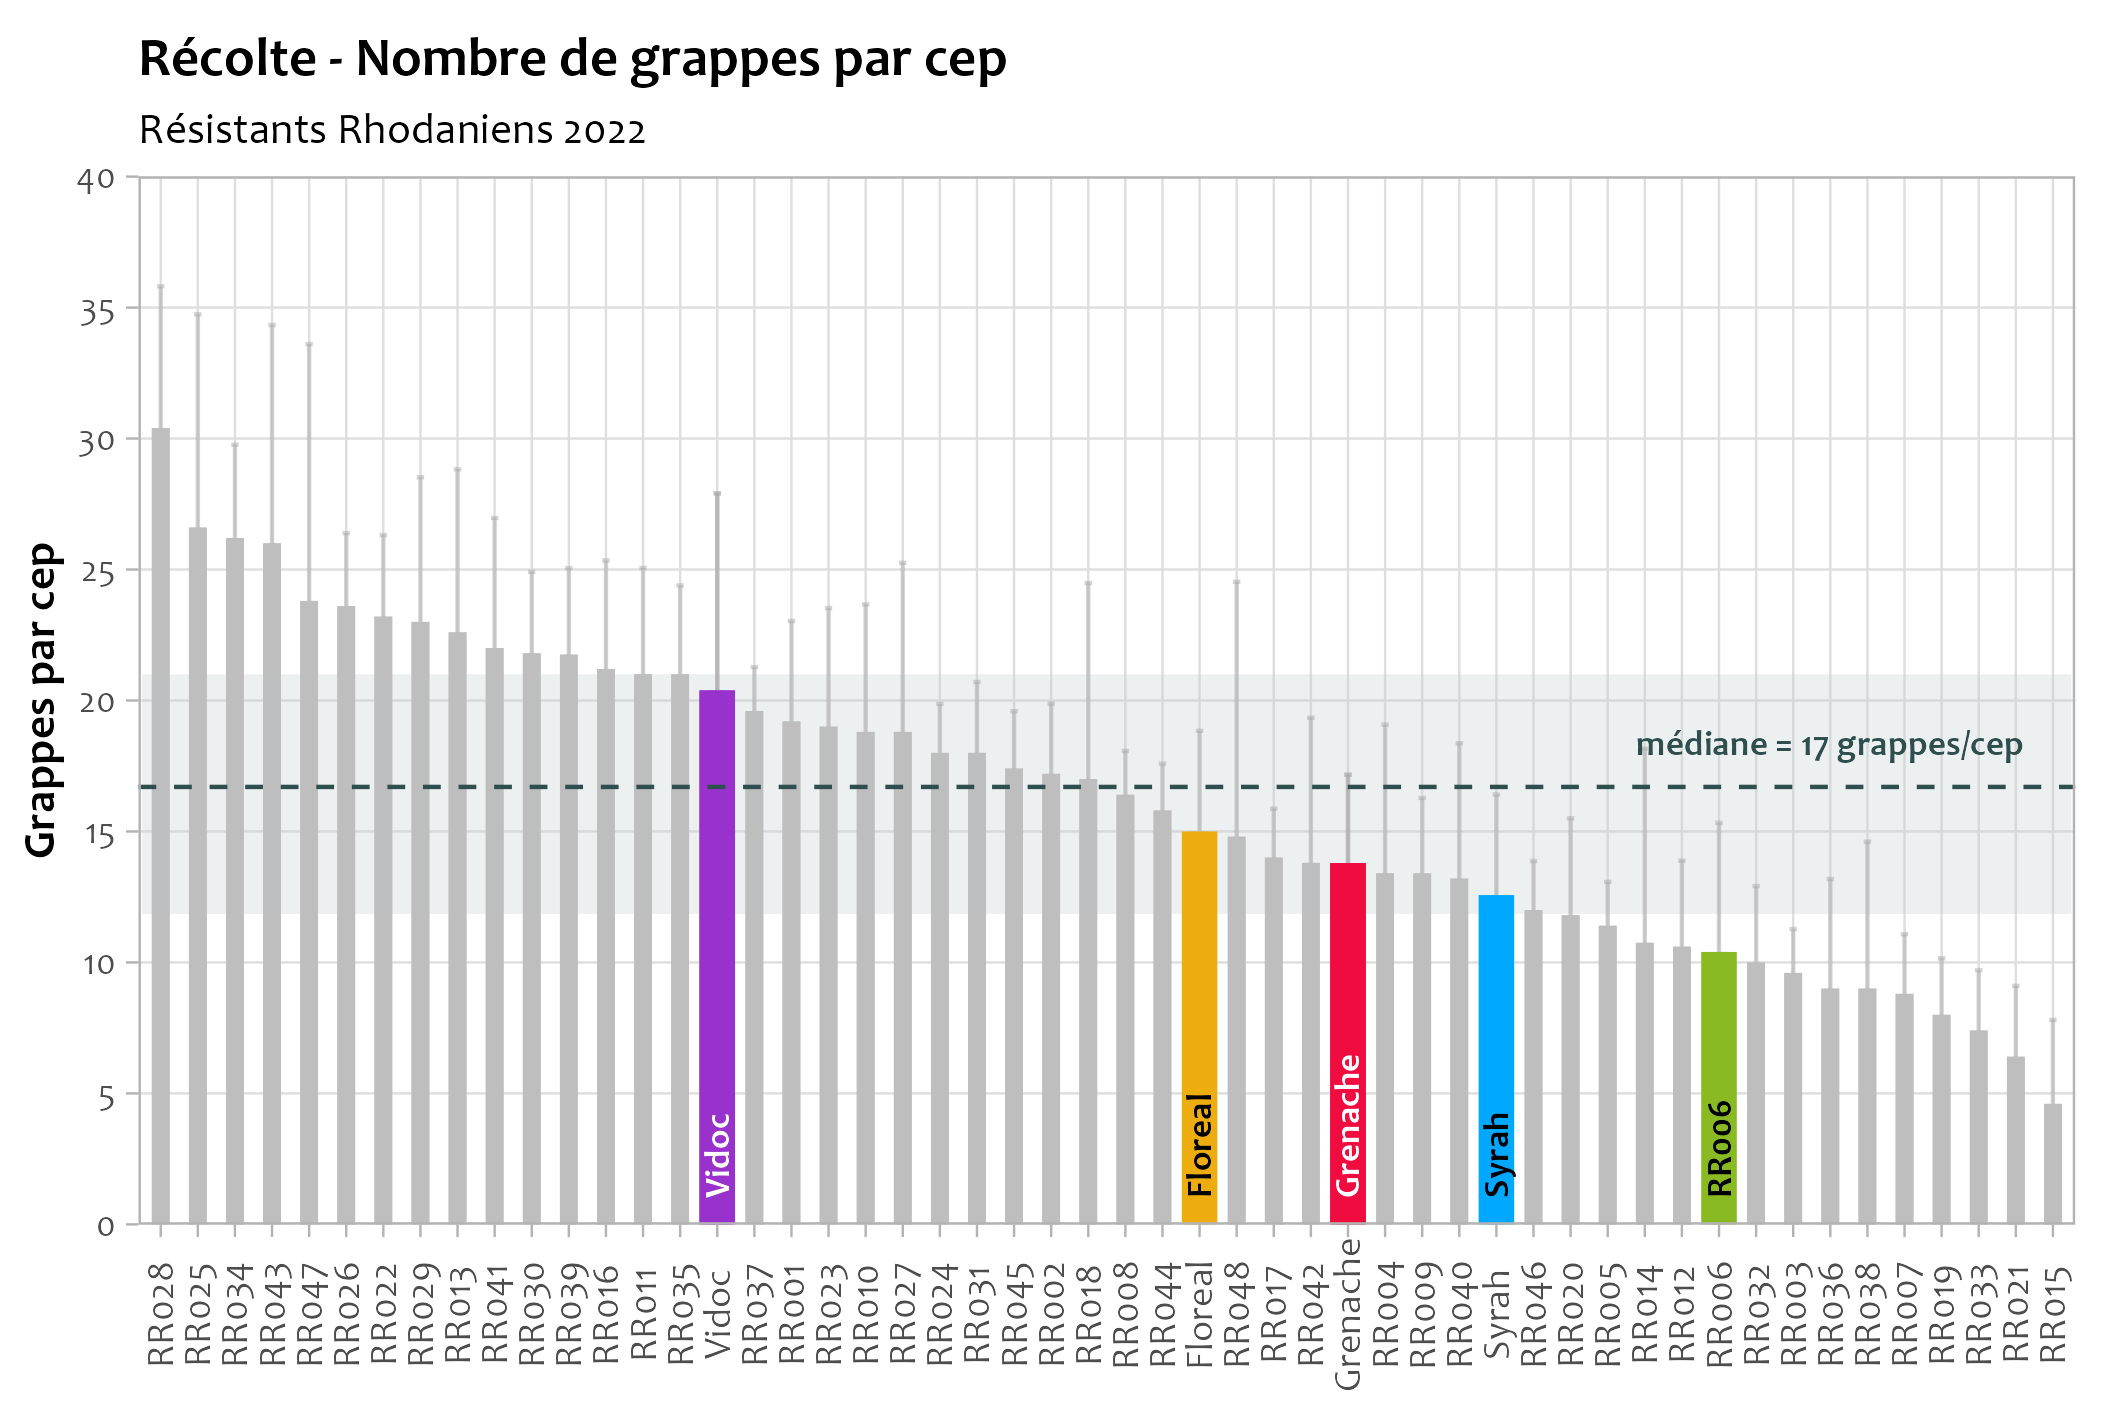 Récolte - Nombre de grappes par cep
Résistants Rhodaniens 2022
Grappes par cep
40
35
30
25
20
15
10
5
0
médiane = 17 grappes/cep
Vidoc
Floreal
Grenache
Syrah
RR006
RR028
RR025
RR034
RR043
RR047
RR026
RR022
RR029
RR013
RR041
RR030
RR039
RR016
RR011
RR035
Vidoc
RR037
RR001
RR023
RR010
RR027
RR024
RR031
RR045
RR002
RR018
RR008
RR044
Floreal
RR048
RR017
RR042
Grenache
RR004
RR009
RR040
Syrah
RR046
RR020
RR005
RR014
RR012
RR006
RR032
RR003
RR036
RR038
RR007
RR019
RR033
RR021
RR015